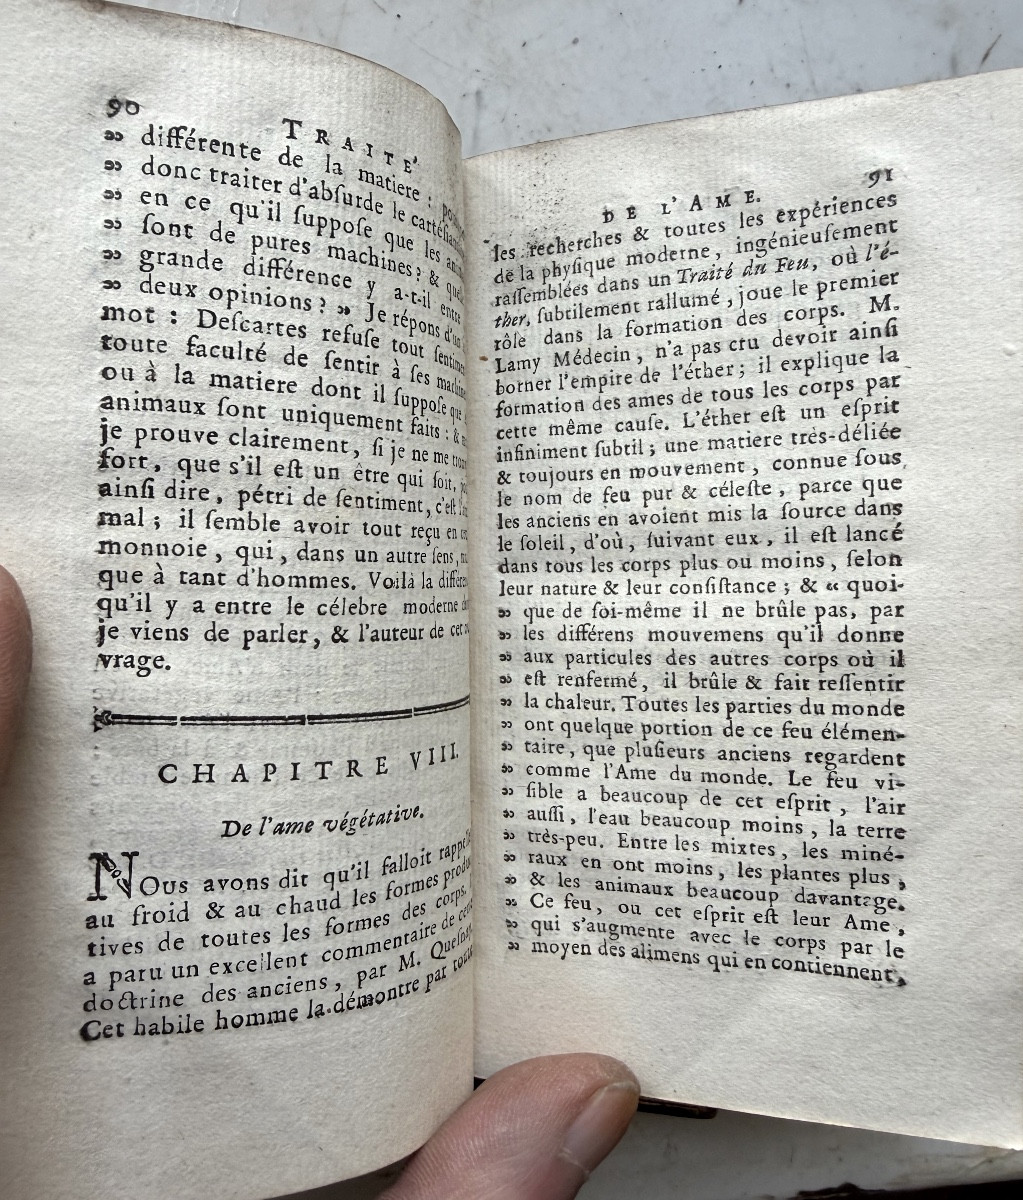 90
TRAITE'
» différente de la matiere :
» donc traiter d'abſurde le
» en ce qu'il ſuppoſe que les
» ſont de pures machines? &
» grande différence y a-t-il entre
» deux opinions? » Je répons d'un
mot : Deſcartes refuſe tout
toute faculté de ſentir à ſes
ou à la matiere dont il ſuppoſe que
animaux ſont uniquement faits : &
je prouve clairement, ſi je ne me
fort, que s'il eſt un être qui ſoit,
ainſi dire, pétri de ſentiment, c'eſt
mal ; il ſemble avoir tout reçu en
monnoie, qui, dans un autre ſens,
que à tant d'hommes. Voilà la
qu'il y a entre le célebre moderne
je viens de parler, & l'auteur de cet
vrage.
CHAPITRE VIII.
De l'ame végétative.
NOus avons dit qu'il falloit
au froid & au chaud les formes
tives de toutes les formes des corps.
a paru un excellent commentaire de
doctrine des anciens, par M.
Cet habile homme la démontre par
91
DE L'AME.
les recherches & toutes les expériences
de la phyſique moderne, ingénieuſement
raſſemblées dans un Traité du Feu, où l'é-
ther, ſubtilement rallumé, joue le premier
rôle dans la formation des corps. M.
Lamy Médecin, n'a pas cru devoir ainſi
borner l'empire de l'éther; il explique la
formation des ames de tous les corps par
cette même cauſe. L'éther eſt un eſprit
infiniment ſubtil ; une matiere très-déliée
& toujours en mouvement, connue ſous
le nom de feu pur & céleſte, parce que
les anciens en avoient mis la ſource dans
le ſoleil, d'où, ſuivant eux, il eſt lancé
dans tous les corps plus ou moins, ſelon
leur nature & leur conſiſtance ; & « quoi-
» que de ſoi-même il ne brûle pas, par
» les différens mouvemens qu'il donne
» aux particules des autres corps où il
» eſt renfermé, il brûle & fait reſſentir
» la chaleur. Toutes les parties du monde
» ont quelque portion de ce feu élémen-
» taire, que pluſieurs anciens regardent
» comme l'Ame du monde. Le feu vi-
» ſible a beaucoup de cet eſprit, l'air
» auſſi, l'eau beaucoup moins, la terre
» très-peu. Entre les mixtes, les miné-
» raux en ont moins, les plantes plus,
» & les animaux beaucoup davantage.
» Ce feu, ou cet eſprit eſt leur Ame,
» qui s'augmente avec le corps par le
» moyen des alimens qui en contiennent,